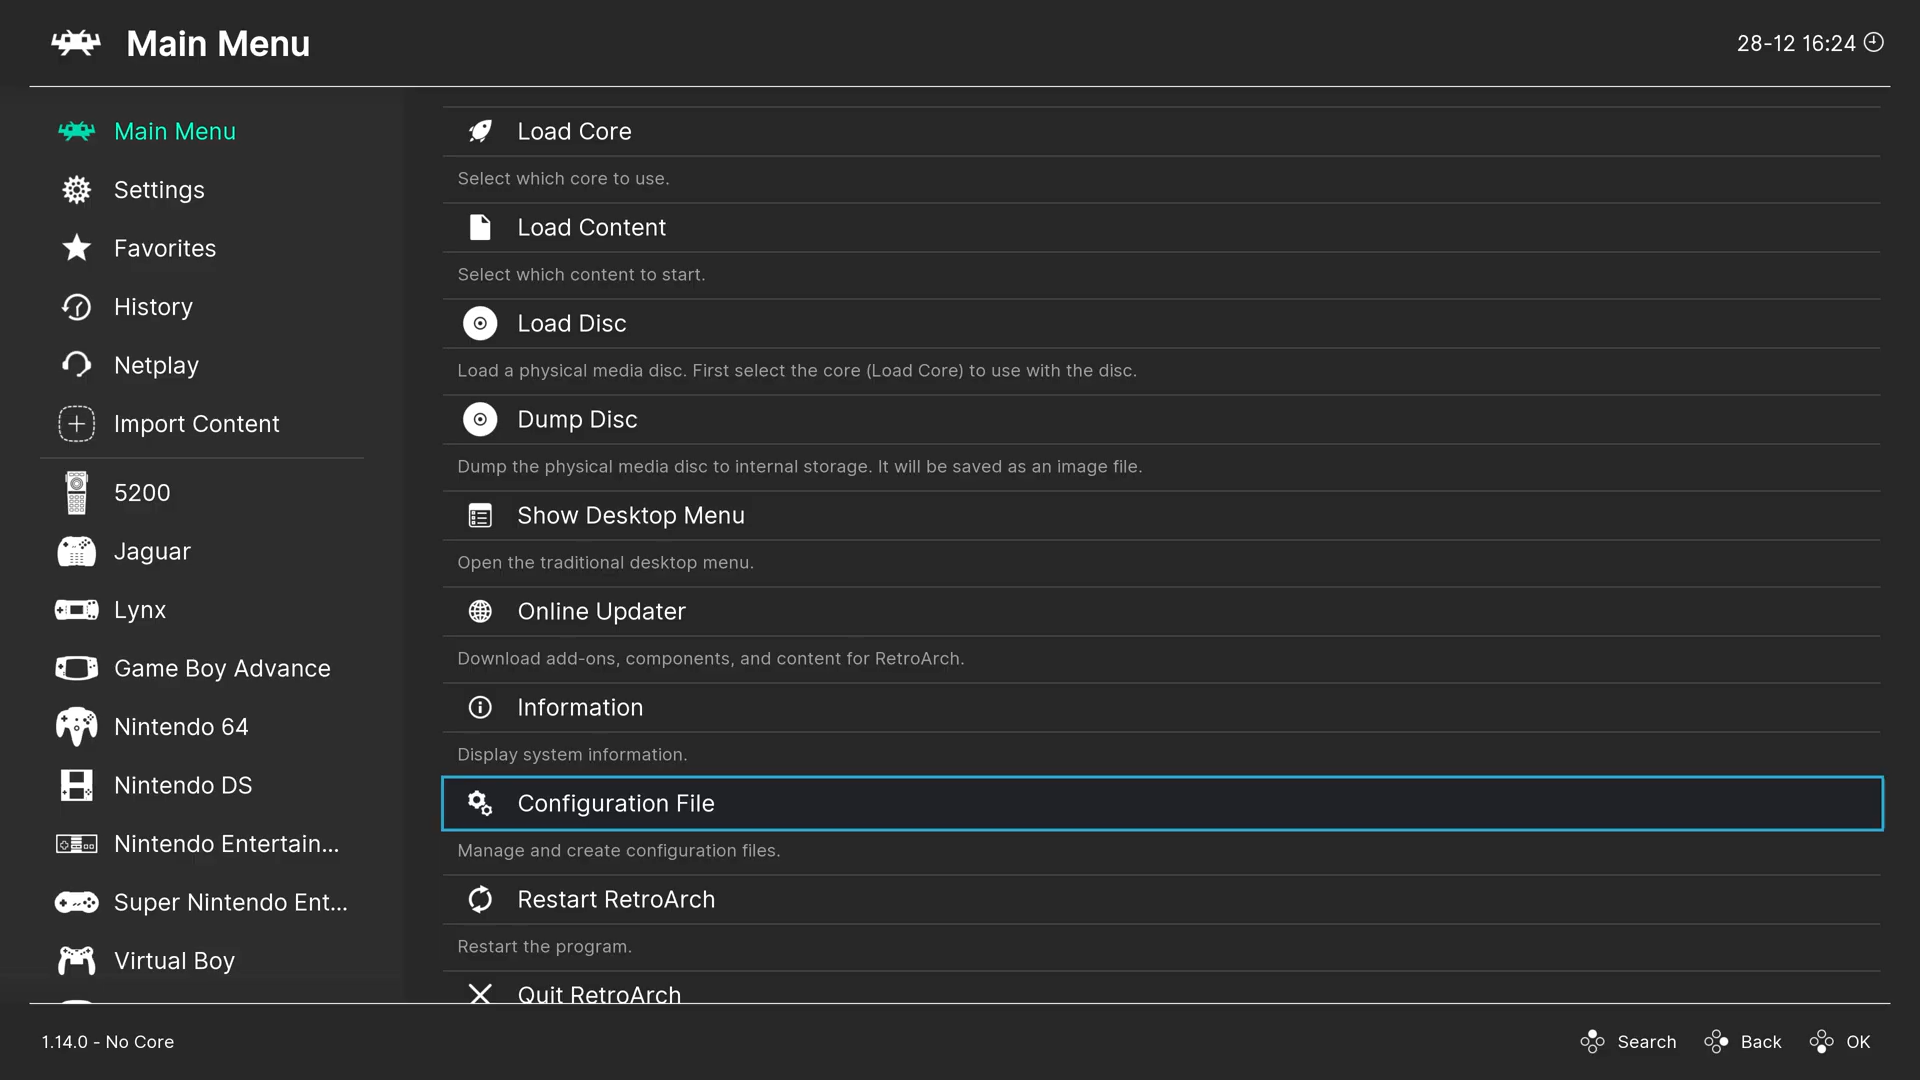 Main Menu
28-12 16:24
Main Menu
Settings
Favorites
History
Netplay
Import Content
5200
Jaguar
Lynx
Game Boy Advance
Nintendo 64
Nintendo DS
Nintendo Entertain...
Super Nintendo Ent...
Virtual Boy
Load Core
Select which core to use.
Load Content
Select which content to start.
Load Disc
Load a physical media disc. First select the core (Load Core) to use with the disc.
Dump Disc
Dump the physical media disc to internal storage. It will be saved as an image file.
Show Desktop Menu
Open the traditional desktop menu.
Online Updater
Download add-ons, components, and content for RetroArch.
Information
Display system information.
Configuration File
Manage and create configuration files.
Restart RetroArch
Restart the program.
Quit RetroArch
1.14.0 - No Core
Search Back OK